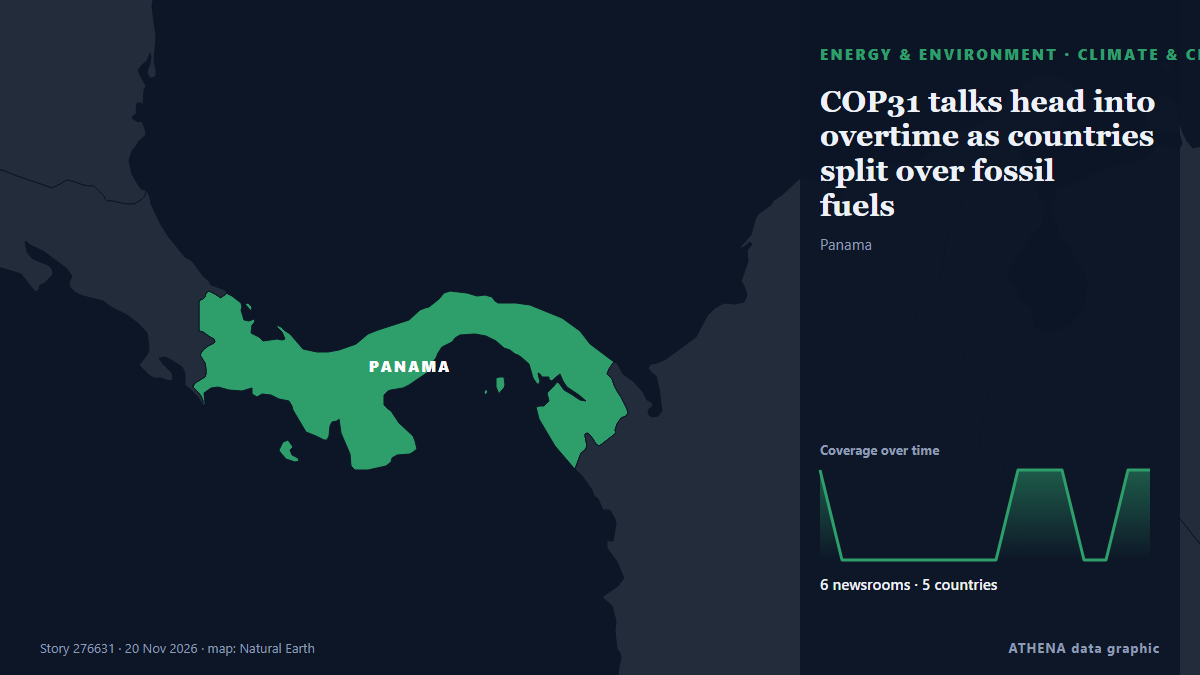 ENERGY & ENVIRONMENT · CLIMATE &
COP31 talks head into
overtime as countries
split over fossil
fuels
Panama
PANAMA
Coverage over time
6 newsrooms · 5 countries
Story 276631 · 20 Nov 2026 · map: Natural Earth
ATHENA data graphic